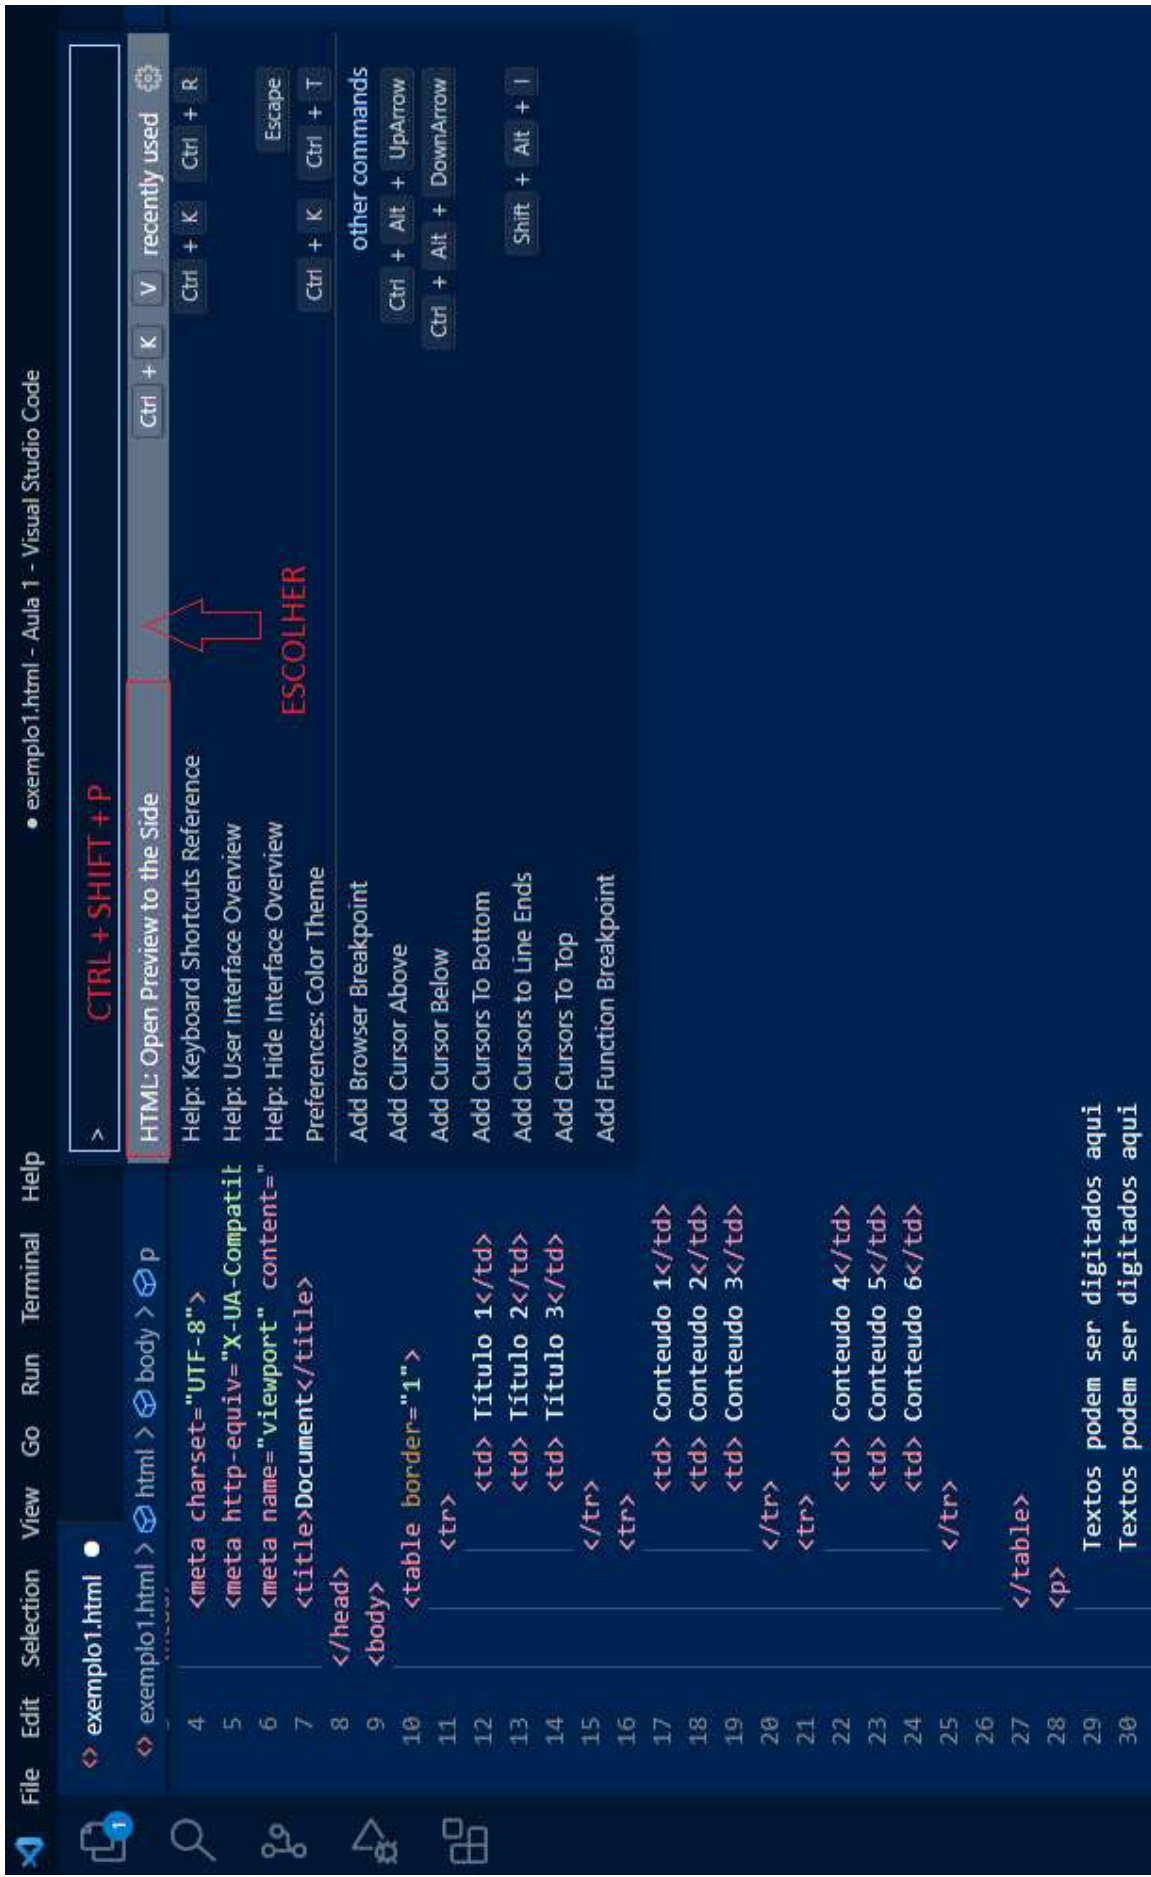 File Edit Selection View Go Run Terminal Help
● exemplo1.html - Aula 1 - Visual Studio Code
1
<> exemplo1.html ●
<> exemplo1.html > html > body > p
>
CTRL + SHIFT + P
HTML: Open Preview to the Side Ctrl + K V recently used
Help: Keyboard Shortcuts Reference Ctrl + K Ctrl + R
Help: User Interface Overview
Help: Hide Interface Overview Escape
Preferences: Color Theme Ctrl + K Ctrl + T
ESCOLHER
Add Browser Breakpoint other commands
Add Cursor Above Ctrl + Alt + UpArrow
Add Cursor Below Ctrl + Alt + DownArrow
Add Cursors To Bottom
Add Cursors to Line Ends Shift + Alt + I
Add Cursors To Top
Add Function Breakpoint
4 <meta charset="UTF-8">
5 <meta http-equiv="X-UA-Compatit
6 <meta name="viewport" content="
7 <title>Document</title>
8 </head>
9 <body>
10 <table border="1">
11 <tr>
12 <td> Título 1</td>
13 <td> Título 2</td>
14 <td> Título 3</td>
15 </tr>
16 <tr>
17 <td> Conteudo 1</td>
18 <td> Conteudo 2</td>
19 <td> Conteudo 3</td>
20 </tr>
21 <tr>
22 <td> Conteudo 4</td>
23 <td> Conteudo 5</td>
24 <td> Conteudo 6</td>
25 </tr>
26
27 </table>
28 <p>
29 Textos podem ser digitados aqui
30 Textos podem ser digitados aqui